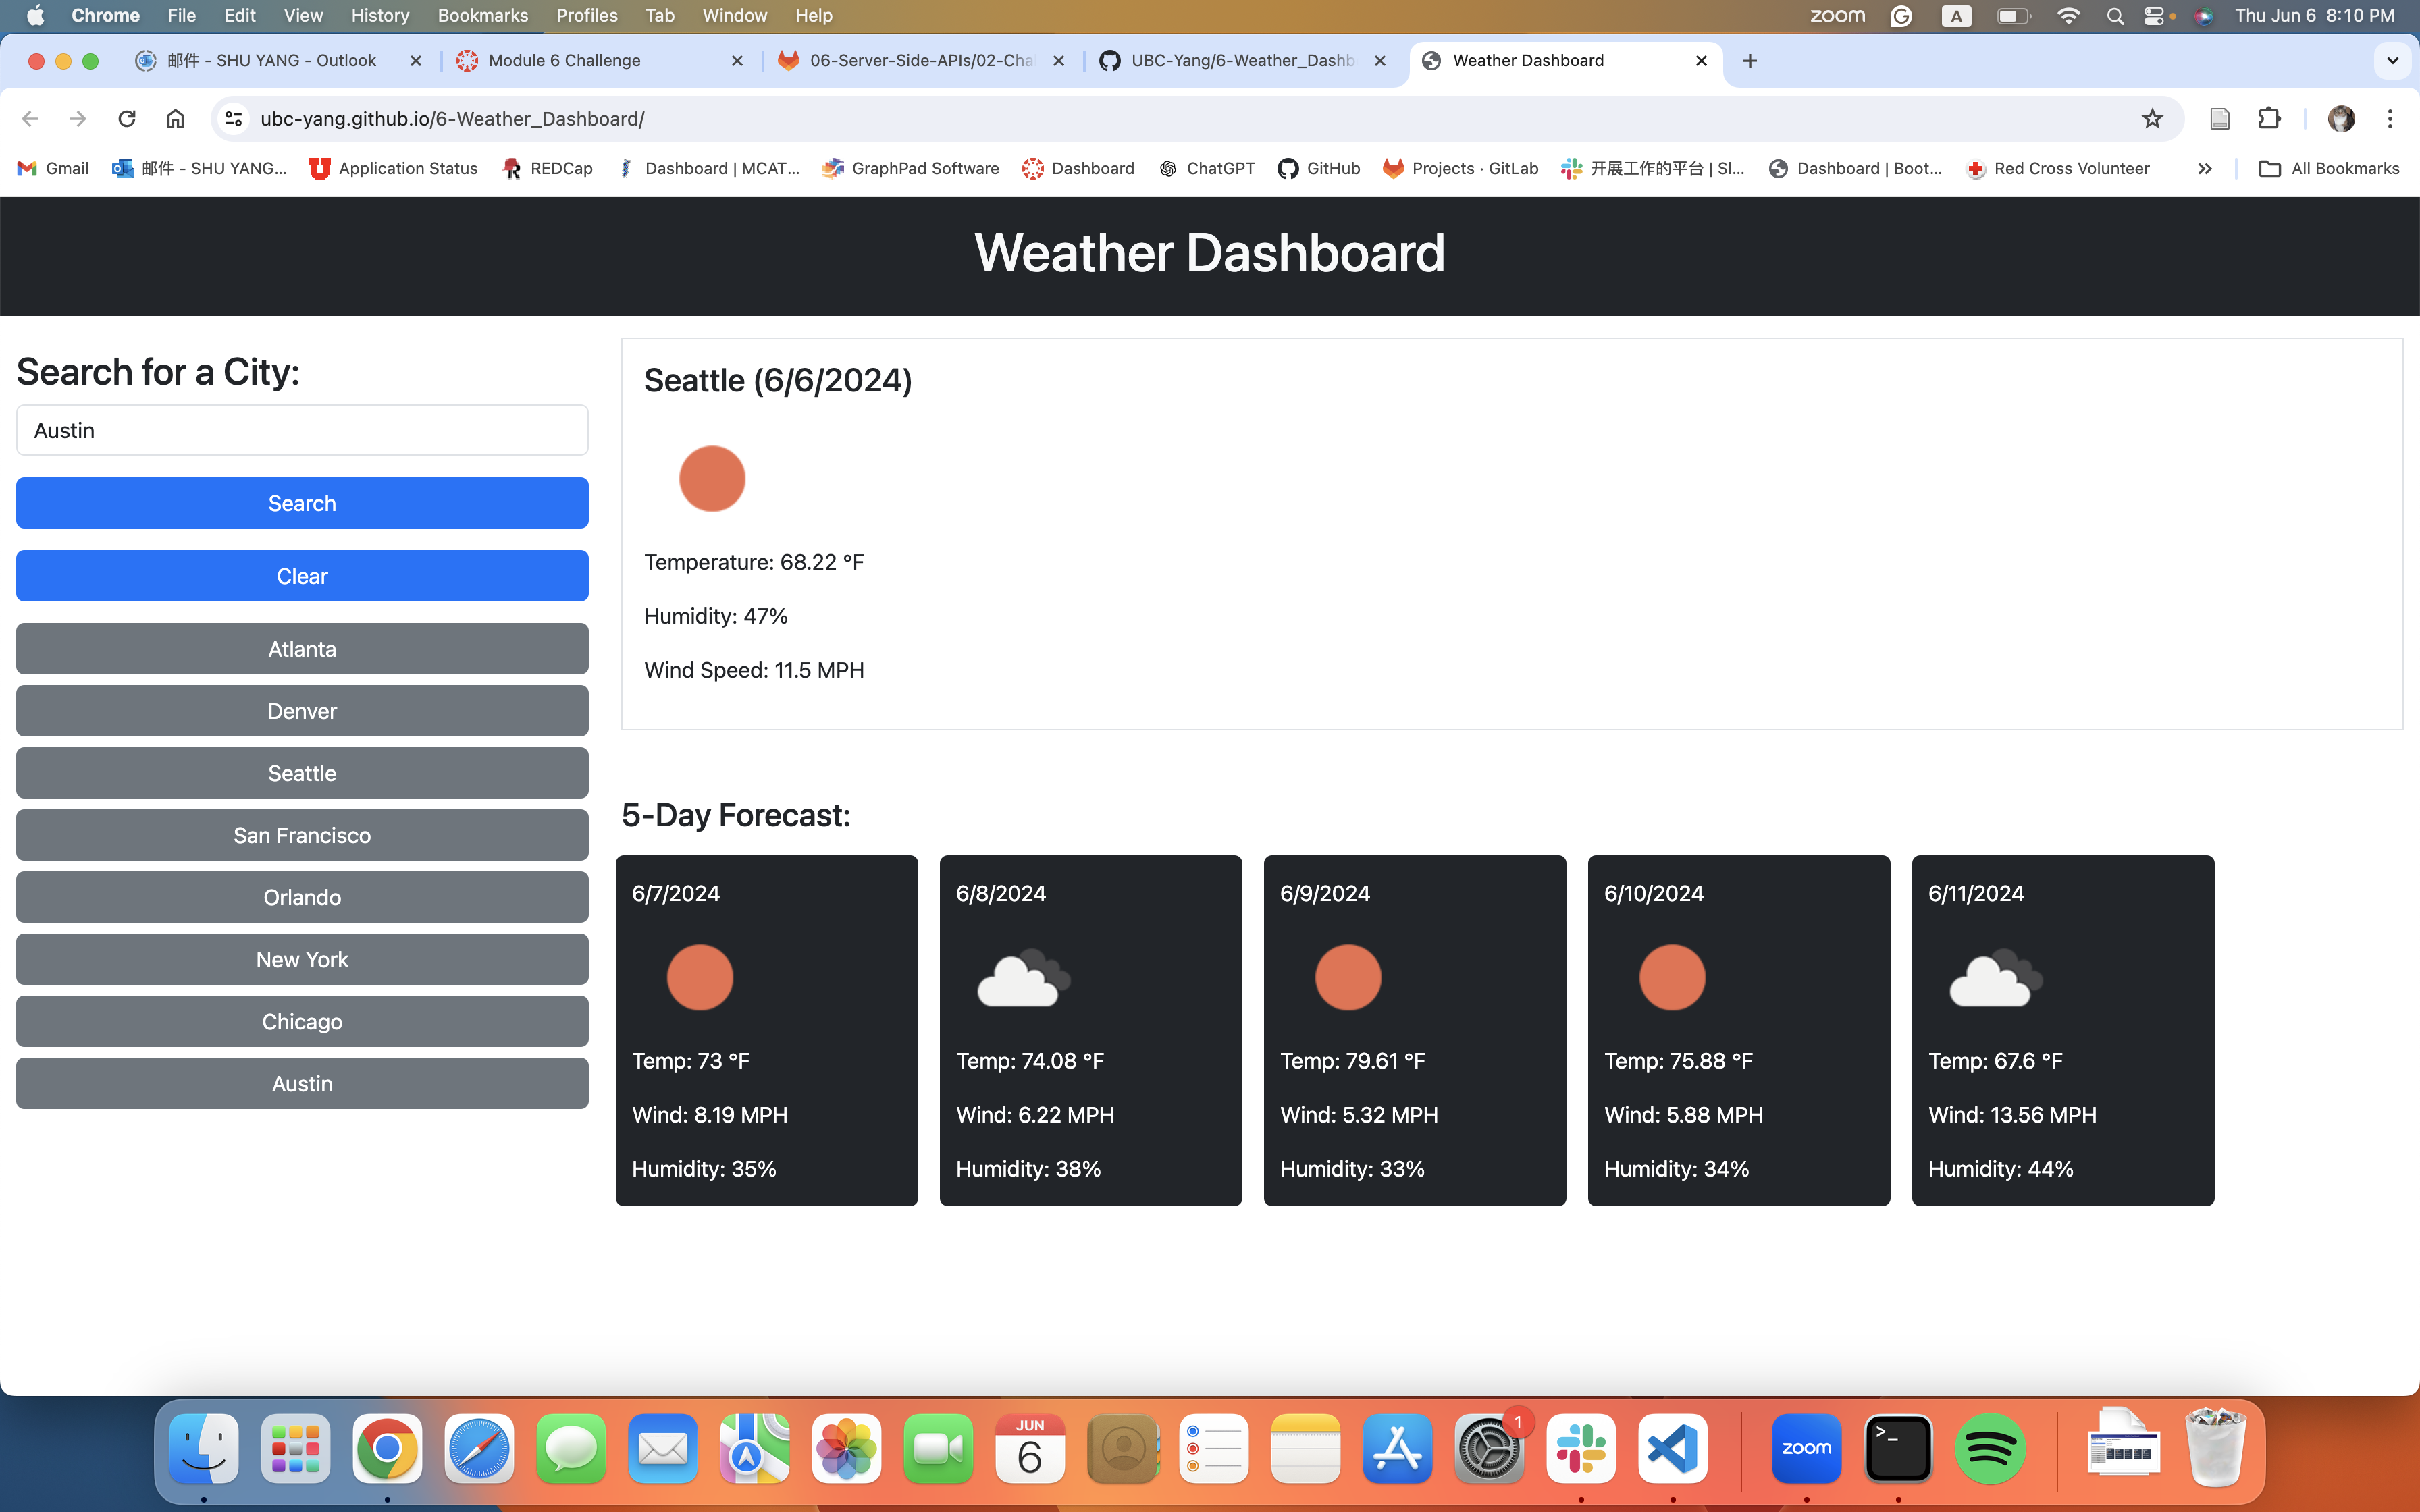 Chrome File Edit View History Bookmarks Profiles Tab Window Help zoom A Thu Jun 6 8:10 PM
邮件 - SHU YANG - Outlook Module 6 Challenge 06-Server-Side-APIs/02-Cha UBC-Yang/6-Weather_Dashb Weather Dashboard
ubc-yang.github.io/6-Weather_Dashboard/
Gmail 邮件 - SHU YANG... Application Status REDCap Dashboard | MCAT... GraphPad Software Dashboard ChatGPT GitHub Projects · GitLab 开展工作的平台 | Sl... Dashboard | Boot... Red Cross Volunteer All Bookmarks
Weather Dashboard
Search for a City:
Austin
Search
Clear
Atlanta
Denver
Seattle
San Francisco
Orlando
New York
Chicago
Austin
Seattle (6/6/2024)
Temperature: 68.22 °F
Humidity: 47%
Wind Speed: 11.5 MPH
5-Day Forecast:
6/7/2024
Temp: 73 °F
Wind: 8.19 MPH
Humidity: 35%
6/8/2024
Temp: 74.08 °F
Wind: 6.22 MPH
Humidity: 38%
6/9/2024
Temp: 79.61 °F
Wind: 5.32 MPH
Humidity: 33%
6/10/2024
Temp: 75.88 °F
Wind: 5.88 MPH
Humidity: 34%
6/11/2024
Temp: 67.6 °F
Wind: 13.56 MPH
Humidity: 44%
JUN
6
1
zoom
>_